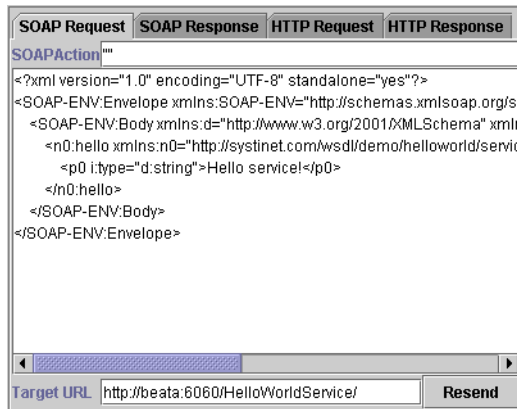 SOAP Request SOAP Response HTTP Request HTTP Response
SOAPAction ""
<?xml version="1.0" encoding="UTF-8" standalone="yes"?>
<SOAP-ENV:Envelope xmlns:SOAP-ENV="http://schemas.xmlsoap.org/s
<SOAP-ENV:Body xmlns:d="http://www.w3.org/2001/XMLSchema" xml
<n0:hello xmlns:n0="http://systinet.com/wsdl/demo/helloworld/servic
<p0 i:type="d:string">Hello service!</p0>
</n0:hello>
</SOAP-ENV:Body>
</SOAP-ENV:Envelope>
Target URL http://beata:6060/HelloWorldService/ Resend